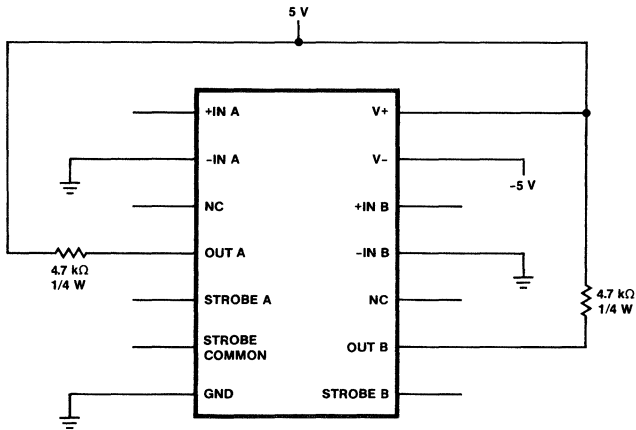 5 V
+IN A
V+
–IN A
V–
–5 V
NC
+IN B
OUT A
–IN B
4.7 kΩ
1/4 W
STROBE A
NC
4.7 kΩ
1/4 W
STROBE
COMMON
OUT B
GND
STROBE B